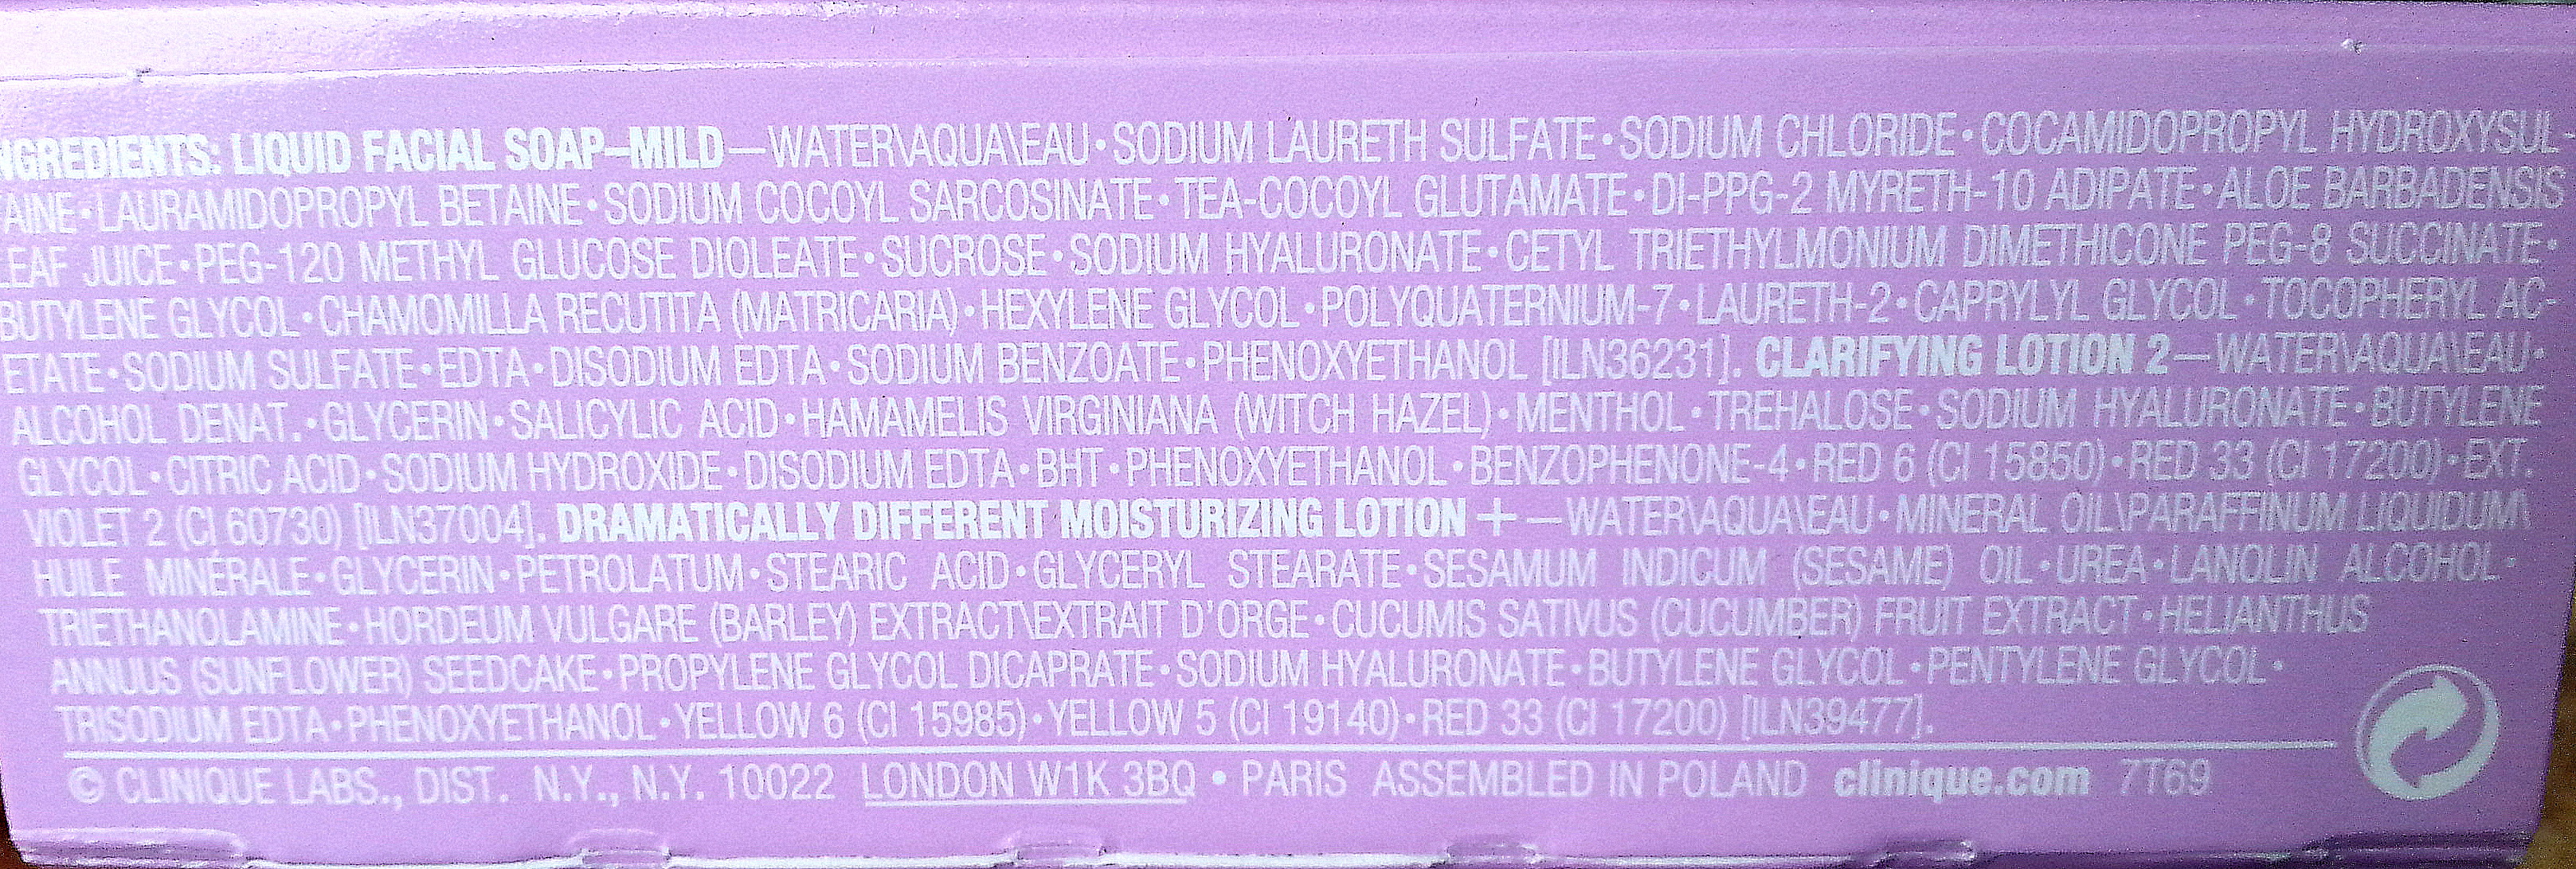 NGREDIENTS: LIQUID FACIAL SOAP–MILD—WATER\AQUA\EAU•SODIUM LAURETH SULFATE•SODIUM CHLORIDE•COCAMIDOPROPYL HYDROXYSUL-
AINE•LAURAMIDOPROPYL BETAINE•SODIUM COCOYL SARCOSINATE•TEA-COCOYL GLUTAMATE•DI-PPG-2 MYRETH-10 ADIPATE•ALOE BARBADENSIS
LEAF JUICE•PEG-120 METHYL GLUCOSE DIOLEATE•SUCROSE•SODIUM HYALURONATE•CETYL TRIETHYLMONIUM DIMETHICONE PEG-8 SUCCINATE•
BUTYLENE GLYCOL•CHAMOMILLA RECUTITA (MATRICARIA)•HEXYLENE GLYCOL•POLYQUATERNIUM-7•LAURETH-2•CAPRYLYL GLYCOL•TOCOPHERYL AC-
ETATE•SODIUM SULFATE•EDTA•DISODIUM EDTA•SODIUM BENZOATE•PHENOXYETHANOL [ILN36231]. CLARIFYING LOTION 2—WATER\AQUA\EAU•
ALCOHOL DENAT.•GLYCERIN•SALICYLIC ACID•HAMAMELIS VIRGINIANA (WITCH HAZEL)•MENTHOL•TREHALOSE•SODIUM HYALURONATE•BUTYLENE
GLYCOL•CITRIC ACID•SODIUM HYDROXIDE•DISODIUM EDTA•BHT•PHENOXYETHANOL•BENZOPHENONE-4•RED 6 (CI 15850)•RED 33 (CI 17200)•EXT.
VIOLET 2 (CI 60730) [ILN37004]. DRAMATICALLY DIFFERENT MOISTURIZING LOTION +—WATER\AQUA\EAU•MINERAL OIL\PARAFFINUM LIQUIDUM\
HUILE MINÉRALE•GLYCERIN•PETROLATUM•STEARIC ACID•GLYCERYL STEARATE•SESAMUM INDICUM (SESAME) OIL•UREA•LANOLIN ALCOHOL•
TRIETHANOLAMINE•HORDEUM VULGARE (BARLEY) EXTRACT\EXTRAIT D'ORGE•CUCUMIS SATIVUS (CUCUMBER) FRUIT EXTRACT•HELIANTHUS
ANNUUS (SUNFLOWER) SEEDCAKE•PROPYLENE GLYCOL DICAPRATE•SODIUM HYALURONATE•BUTYLENE GLYCOL•PENTYLENE GLYCOL•
TRISODIUM EDTA•PHENOXYETHANOL•YELLOW 6 (CI 15985)•YELLOW 5 (CI 19140)•RED 33 (CI 17200) [ILN39477].
© CLINIQUE LABS., DIST. N.Y., N.Y. 10022 LONDON W1K 3BQ • PARIS ASSEMBLED IN POLAND clinique.com 7T69